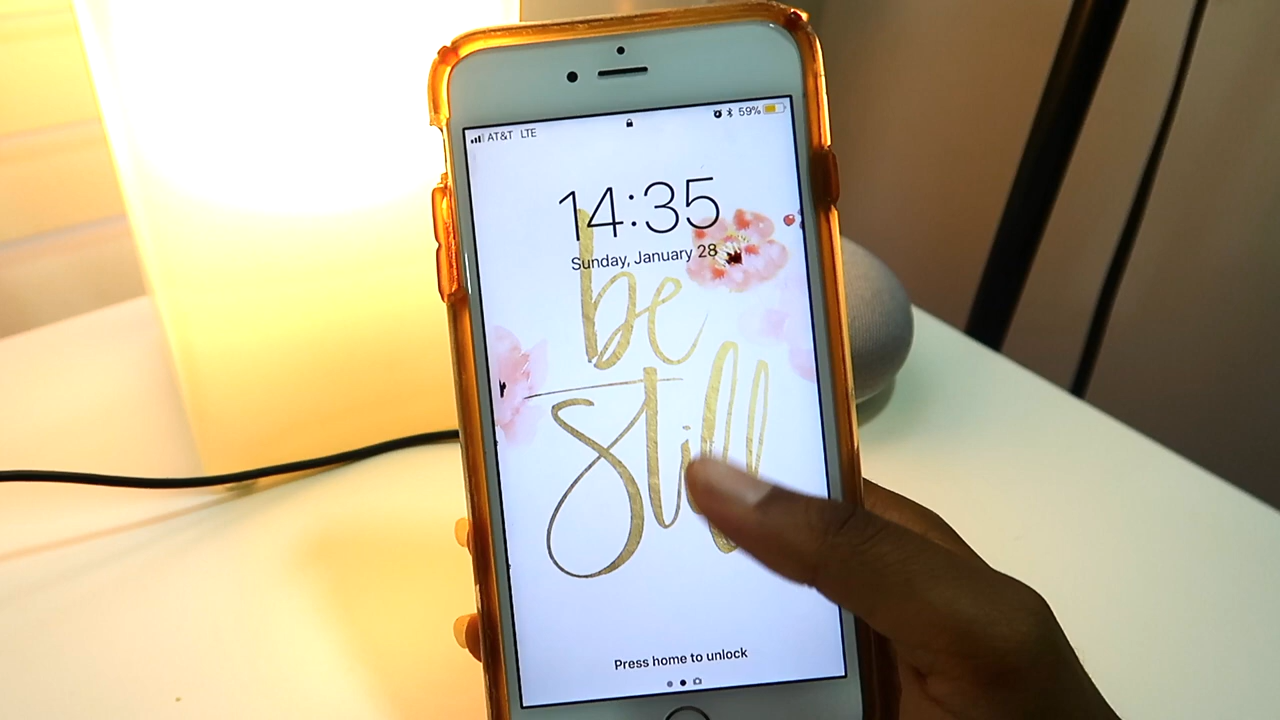 AT&T LTE 59%
14:35
Sunday, January 28
be
still
Press home to unlock